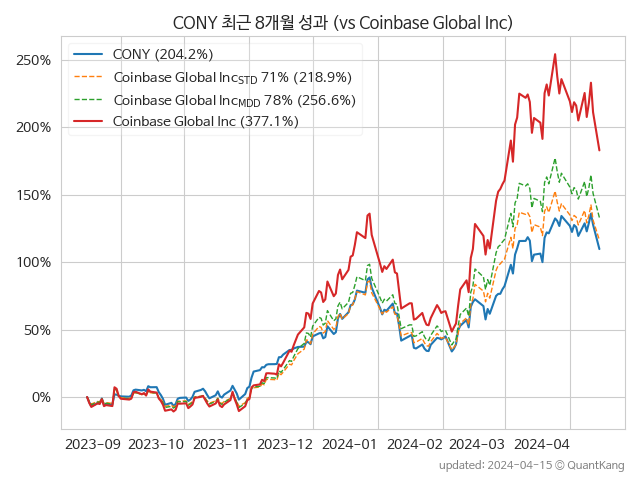 CONY 최근 8개월 성과 (vs Coinbase Global Inc)
CONY (204.2%)
Coinbase Global IncSTD 71% (218.9%)
Coinbase Global IncMDD 78% (256.6%)
Coinbase Global Inc (377.1%)
250%
200%
150%
100%
50%
0%
2023-09 2023-10 2023-11 2023-12 2024-01 2024-02 2024-03 2024-04
updated: 2024-04-15 © QuantKang